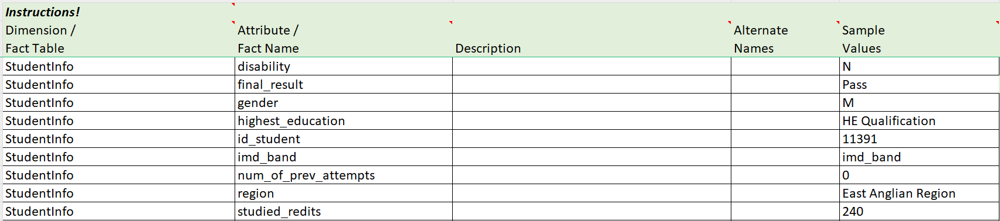 Instructions!
Dimension / Attribute / Alternate Sample
Fact Table Fact Name Description Names Values
StudentInfo disability N
StudentInfo final_result Pass
StudentInfo gender M
StudentInfo highest_education HE Qualification
StudentInfo id_student 11391
StudentInfo imd_band imd_band
StudentInfo num_of_prev_attempts 0
StudentInfo region East Anglian Region
StudentInfo studied_redits 240